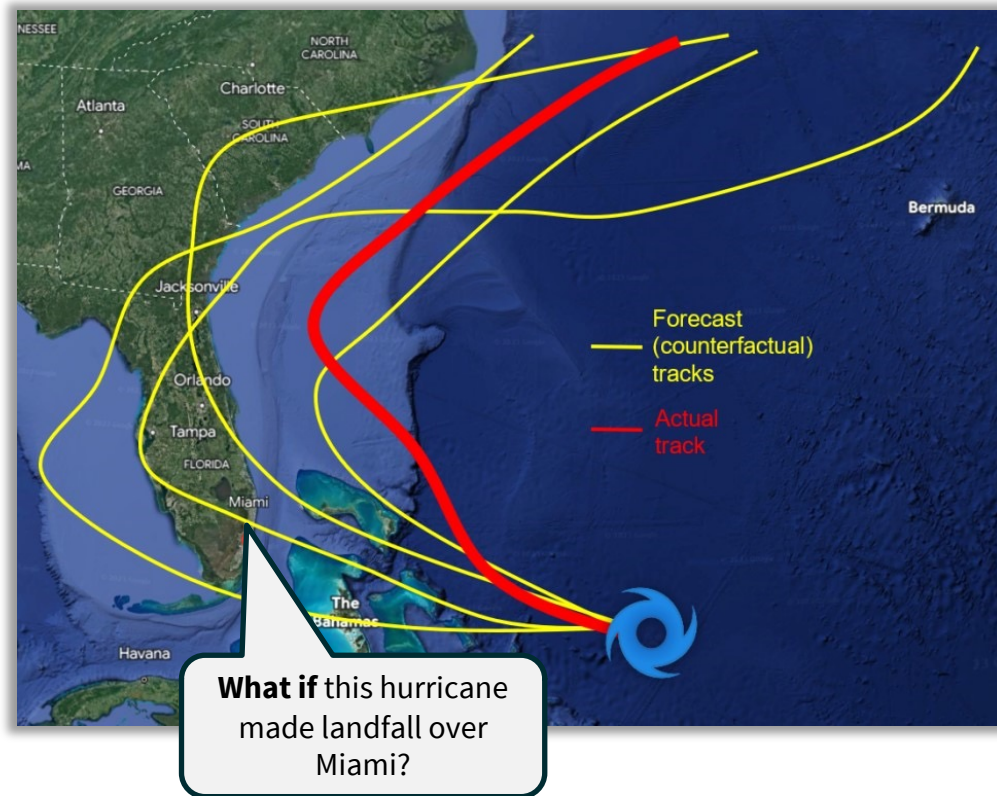 NESSEE
NORTH
CAROLINA
Charlotte
Atlanta
SOUTH
CAROLINA
MA
GEORGIA
Bermuda
Jacksonville
Forecast
(counterfactual)
tracks
Orlando
Actual
track
Tampa
FLORIDA
Miami
The
Bahamas
Havana
What if this hurricane
made landfall over
Miami?